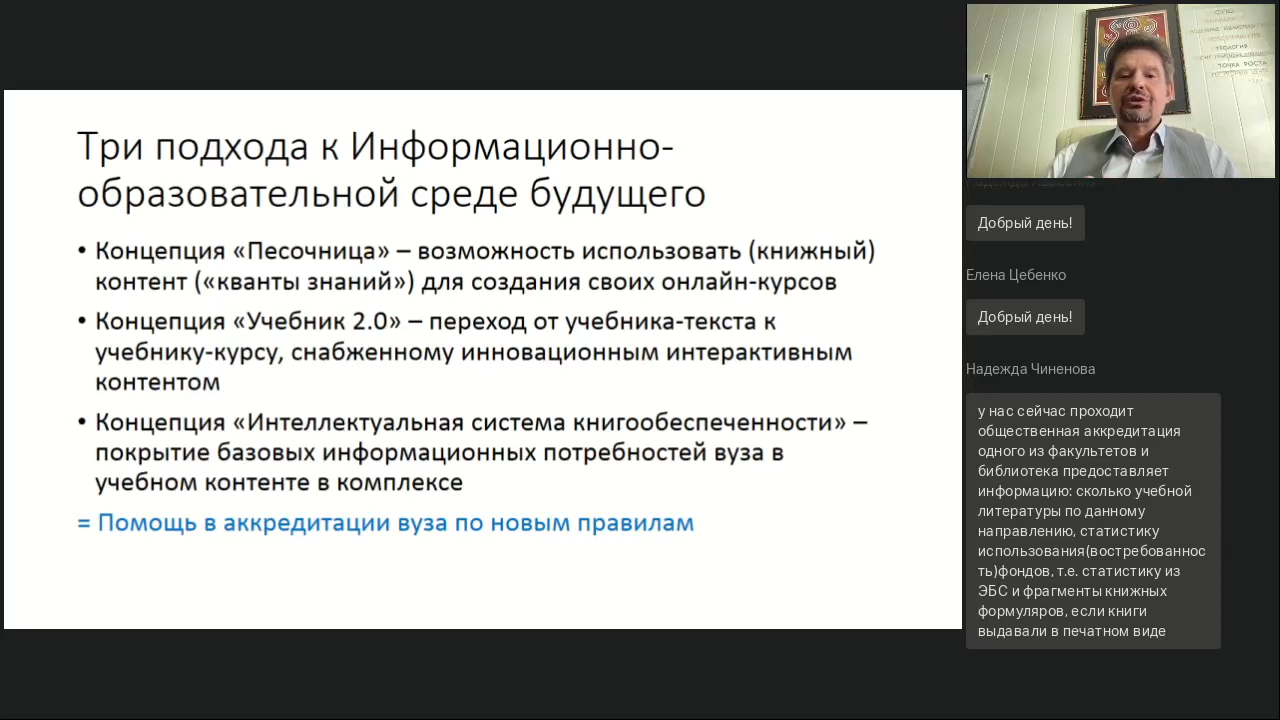 Три подхода к Информационно-
образовательной среде будущего
• Концепция «Песочница» – возможность использовать (книжный)
контент («кванты знаний») для создания своих онлайн-курсов
• Концепция «Учебник 2.0» – переход от учебника-текста к
учебнику-курсу, снабженному инновационным интерактивным
контентом
• Концепция «Интеллектуальная система книгообеспеченности» –
покрытие базовых информационных потребностей вуза в
учебном контенте в комплексе
= Помощь в аккредитации вуза по новым правилам
ТЕОЛОГИЯ
ТОЧКА РОСТА
Добрый день!
Елена Цебенко
Добрый день!
Надежда Чиненова
у нас сейчас проходит
общественная аккредитация
одного из факультетов и
библиотека предоставляет
информацию: сколько учебной
литературы по данному
направлению, статистику
использования(востребованнос
ть)фондов, т.е. статистику из
ЭБС и фрагменты книжных
формуляров, если книги
выдавали в печатном виде